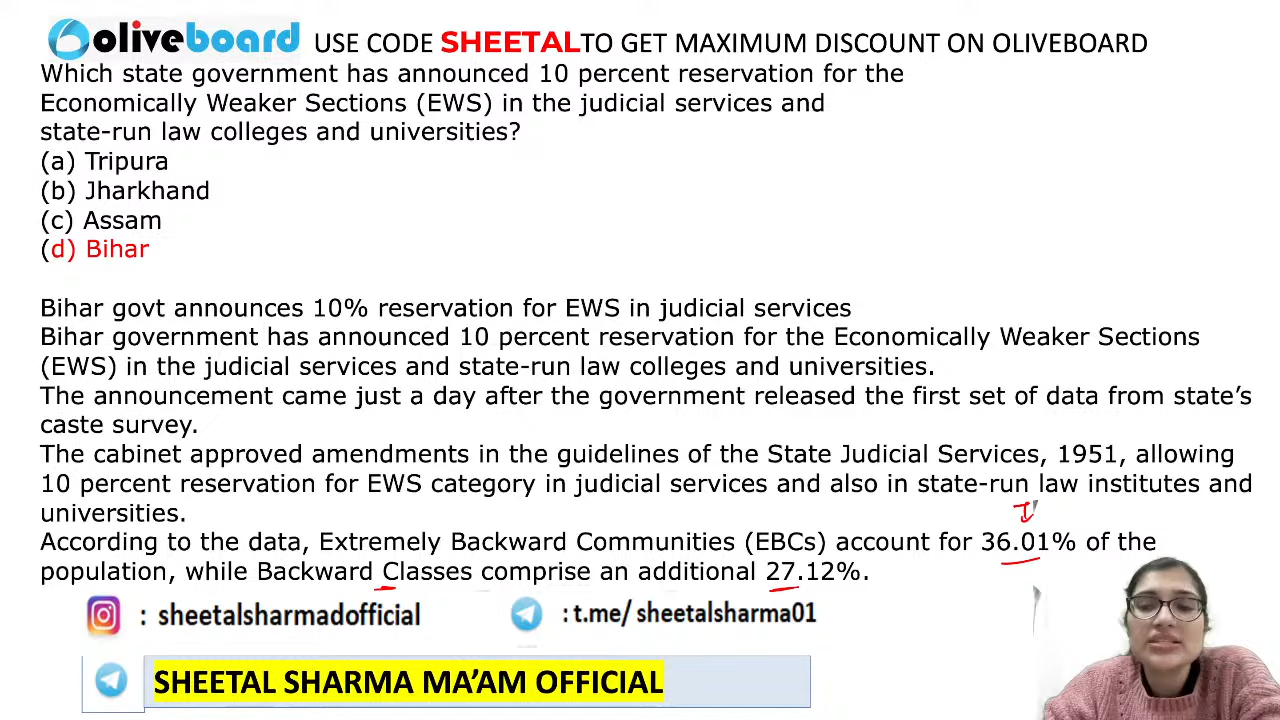 oliveboard USE CODE SHEETAL TO GET MAXIMUM DISCOUNT ON OLIVEBOARD
Which state government has announced 10 percent reservation for the
Economically Weaker Sections (EWS) in the judicial services and
state-run law colleges and universities?
(a) Tripura
(b) Jharkhand
(c) Assam
(d) Bihar
Bihar govt announces 10% reservation for EWS in judicial services
Bihar government has announced 10 percent reservation for the Economically Weaker Sections
(EWS) in the judicial services and state-run law colleges and universities.
The announcement came just a day after the government released the first set of data from state’s
caste survey.
The cabinet approved amendments in the guidelines of the State Judicial Services, 1951, allowing
10 percent reservation for EWS category in judicial services and also in state-run law institutes and
universities.
According to the data, Extremely Backward Communities (EBCs) account for 36.01% of the
population, while Backward Classes comprise an additional 27.12%.
: sheetalsharmadofficial : t.me/ sheetalsharma01
SHEETAL SHARMA MA’AM OFFICIAL